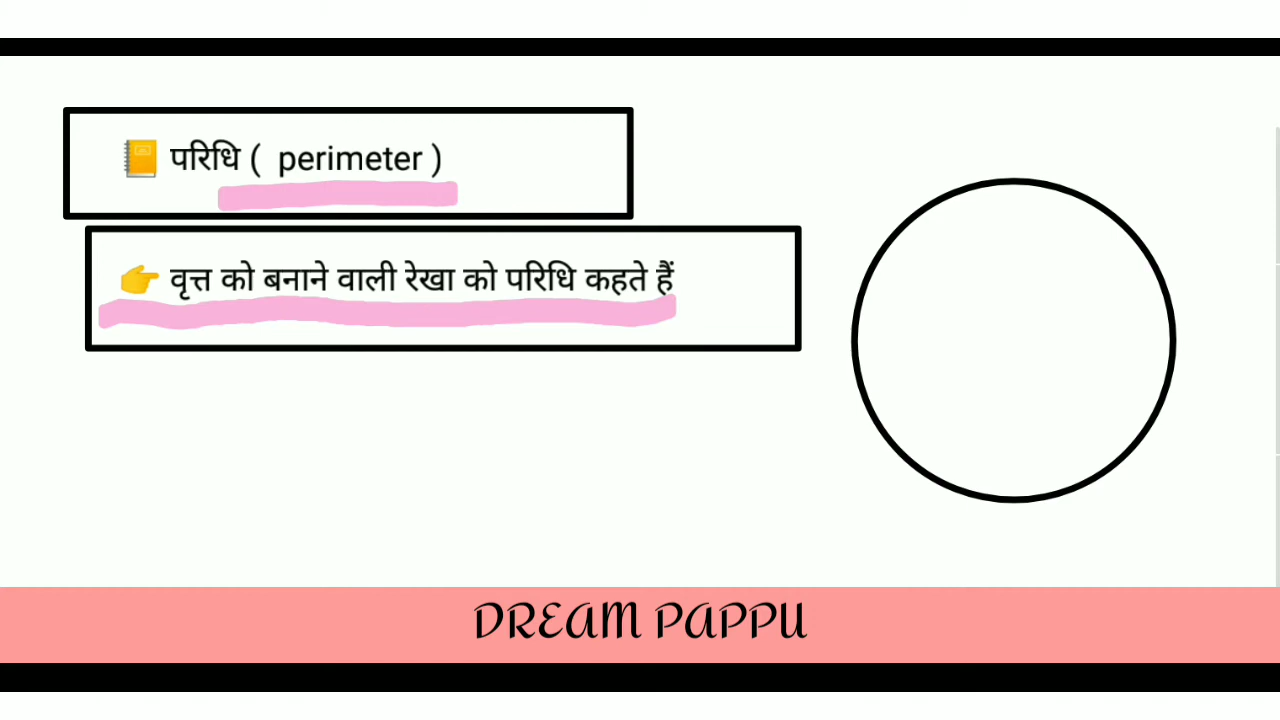 📒 परिधि ( perimeter )
👉 वृत्त को बनाने वाली रेखा को परिधि कहते हैं
DREAM PAPPU